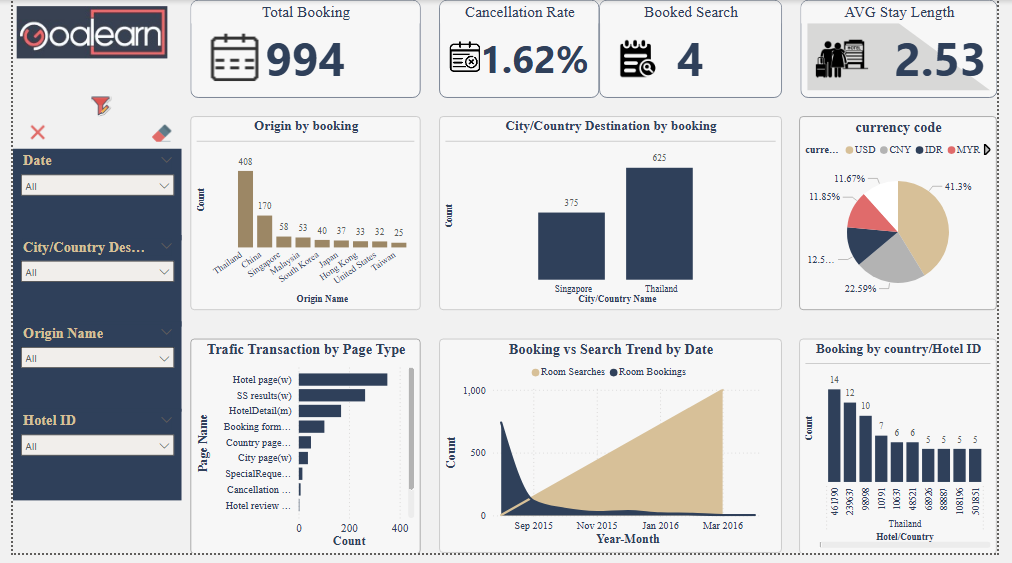 Goalearn
Total Booking
994
Cancellation Rate
1.62%
Booked Search
4
AVG Stay Length
2.53
HOTEL
Date
All
City/Country Des...
All
Origin Name
All
Hotel ID
All
Origin by booking
Count
408
170
58
53
40
37
33
32
25
Thailand
China
Singapore
Malaysia
South Korea
Japan
Hong Kong
United States
Taiwan
Origin Name
City/Country Destination by booking
Count
375
625
Singapore
Thailand
City/Country Name
currency code
curre... USD CNY IDR MYR
41.3%
22.59%
12.5...
11.85%
11.67%
Trafic Transaction by Page Type
Page Name
Hotel page(w)
SS results(w)
HotelDetail(m)
Booking form...
Country page...
City page(w)
SpecialReque...
Cancellation ...
Hotel review ...
0 200 400
Count
Booking vs Search Trend by Date
Room Searches Room Bookings
Count
1,000
500
0
Sep 2015 Nov 2015 Jan 2016 Mar 2016
Year-Month
Booking by country/Hotel ID
Count
14
12
10
7
6
6
5
5
5
5
461790
239637
98998
10791
10637
48521
68926
88887
108196
501851
Thailand
Hotel/Country